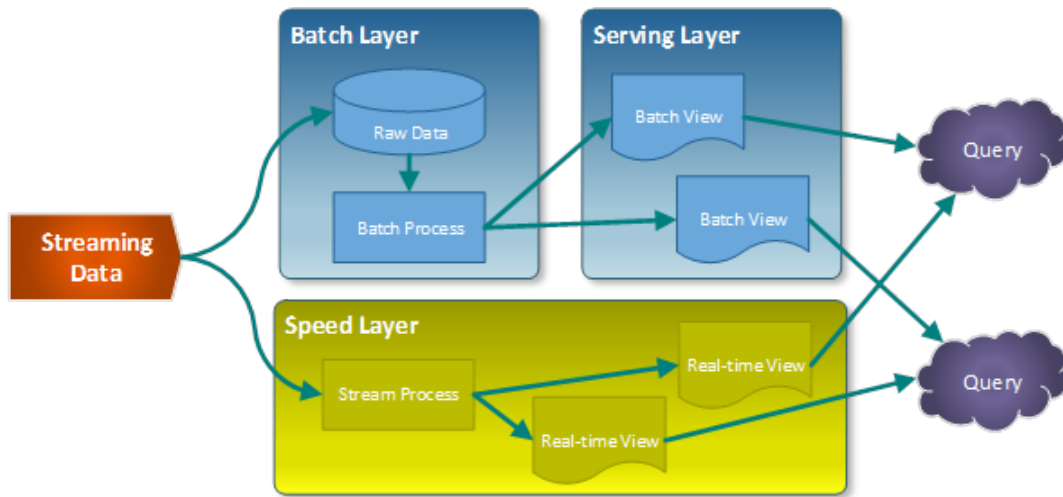 Batch Layer
Raw Data
Batch Process
Serving Layer
Batch View
Batch View
Query
Streaming
Data
Speed Layer
Stream Process
Real-time View
Real-time View
Query